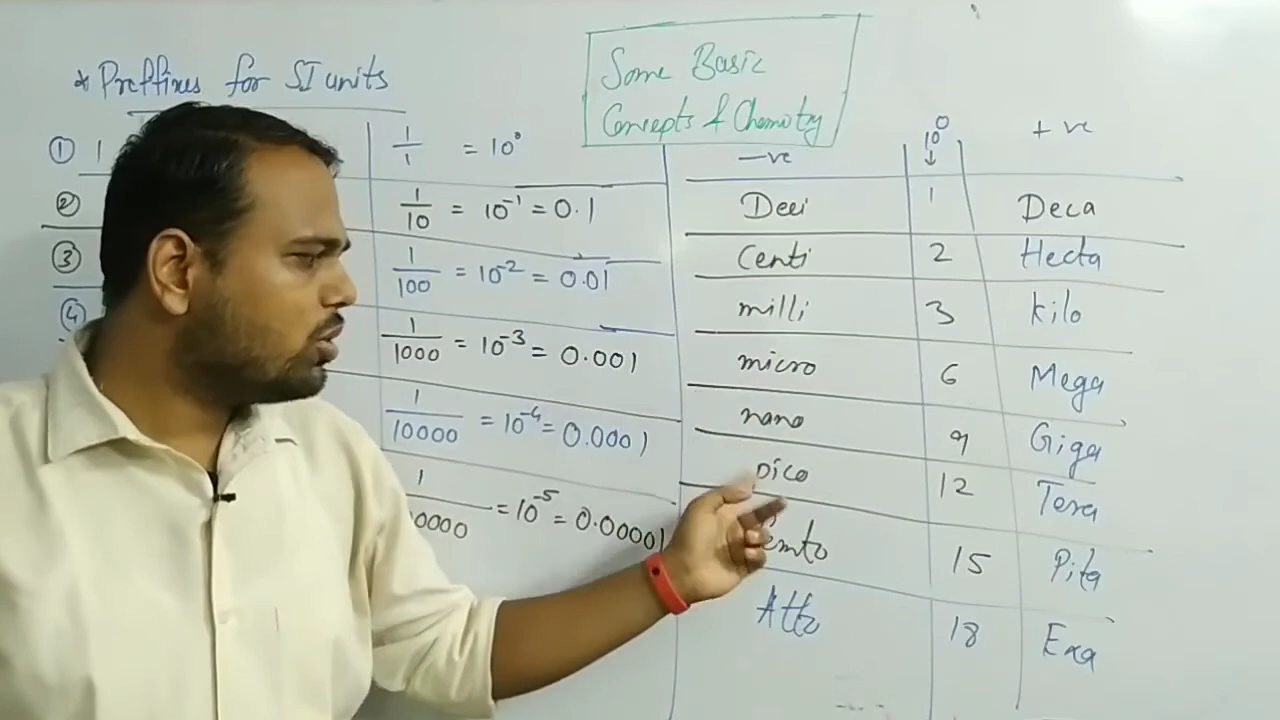 * Preffixes for SI units
Some Basic
Concepts of Chemistry
① 1
1/1 = 10⁰
② 1/10 = 10⁻¹ = 0.1
③ 1/100 = 10⁻² = 0.01
④ 1/1000 = 10⁻³ = 0.001
1/10000 = 10⁻⁴ = 0.0001
= 10⁻⁵ = 0.00001
-ve 10⁰ ↓ +ve
Deci 1 Deca
Centi 2 Hecta
milli 3 kilo
micro 6 Mega
nano 9 Giga
pico 12 Tera
15 Pita
Atto 18 Exa